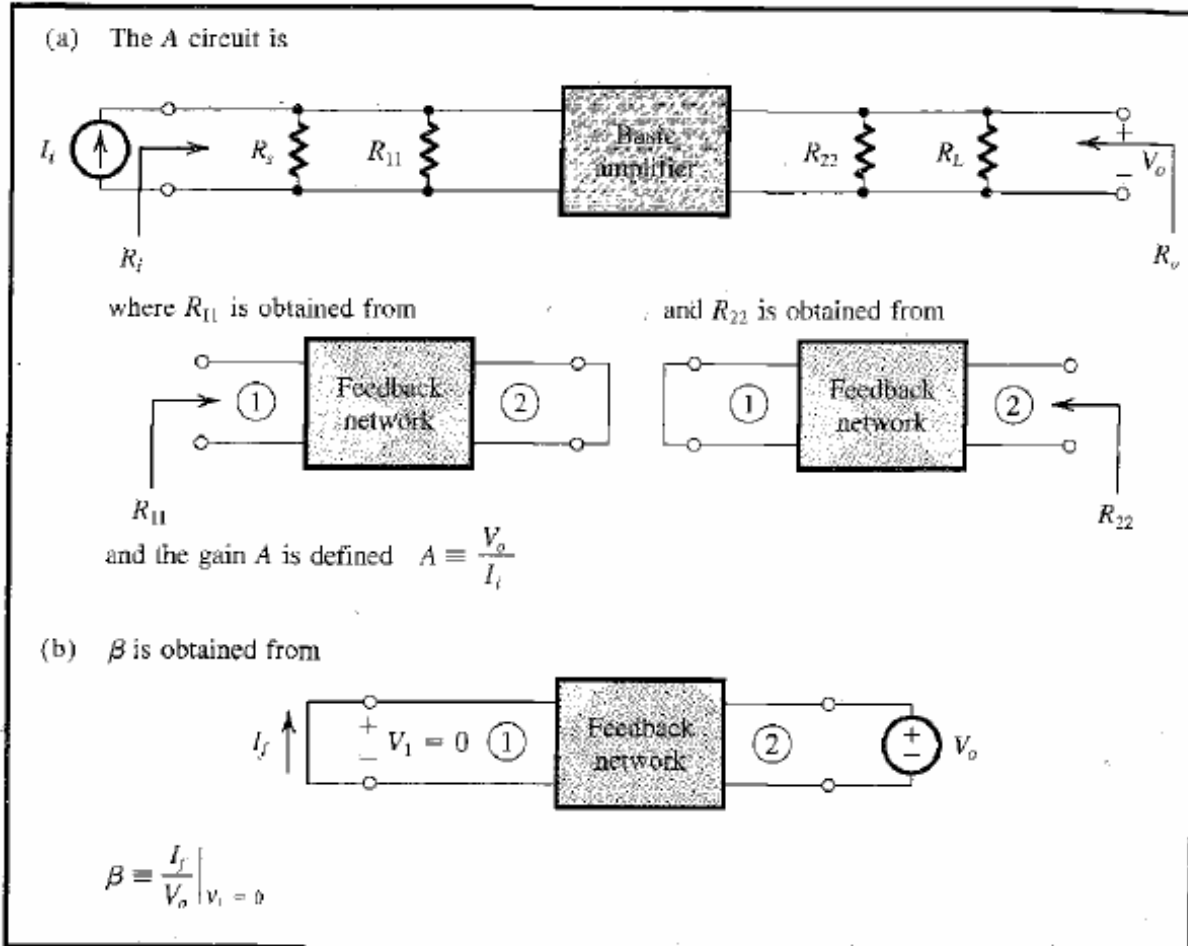 (a) The A circuit is
I_i R_s R_11 Basic amplifier R_22 R_L + V_o −
R_i R_o
where R_11 is obtained from and R_22 is obtained from
① Feedback network ② ① Feedback network ②
R_11 R_22
and the gain A is defined A ≡ V_o / I_i
(b) β is obtained from
I_f + V_1 = 0 − ① Feedback network ② + − V_o
β ≡ I_f / V_o |_{V_1 = 0}